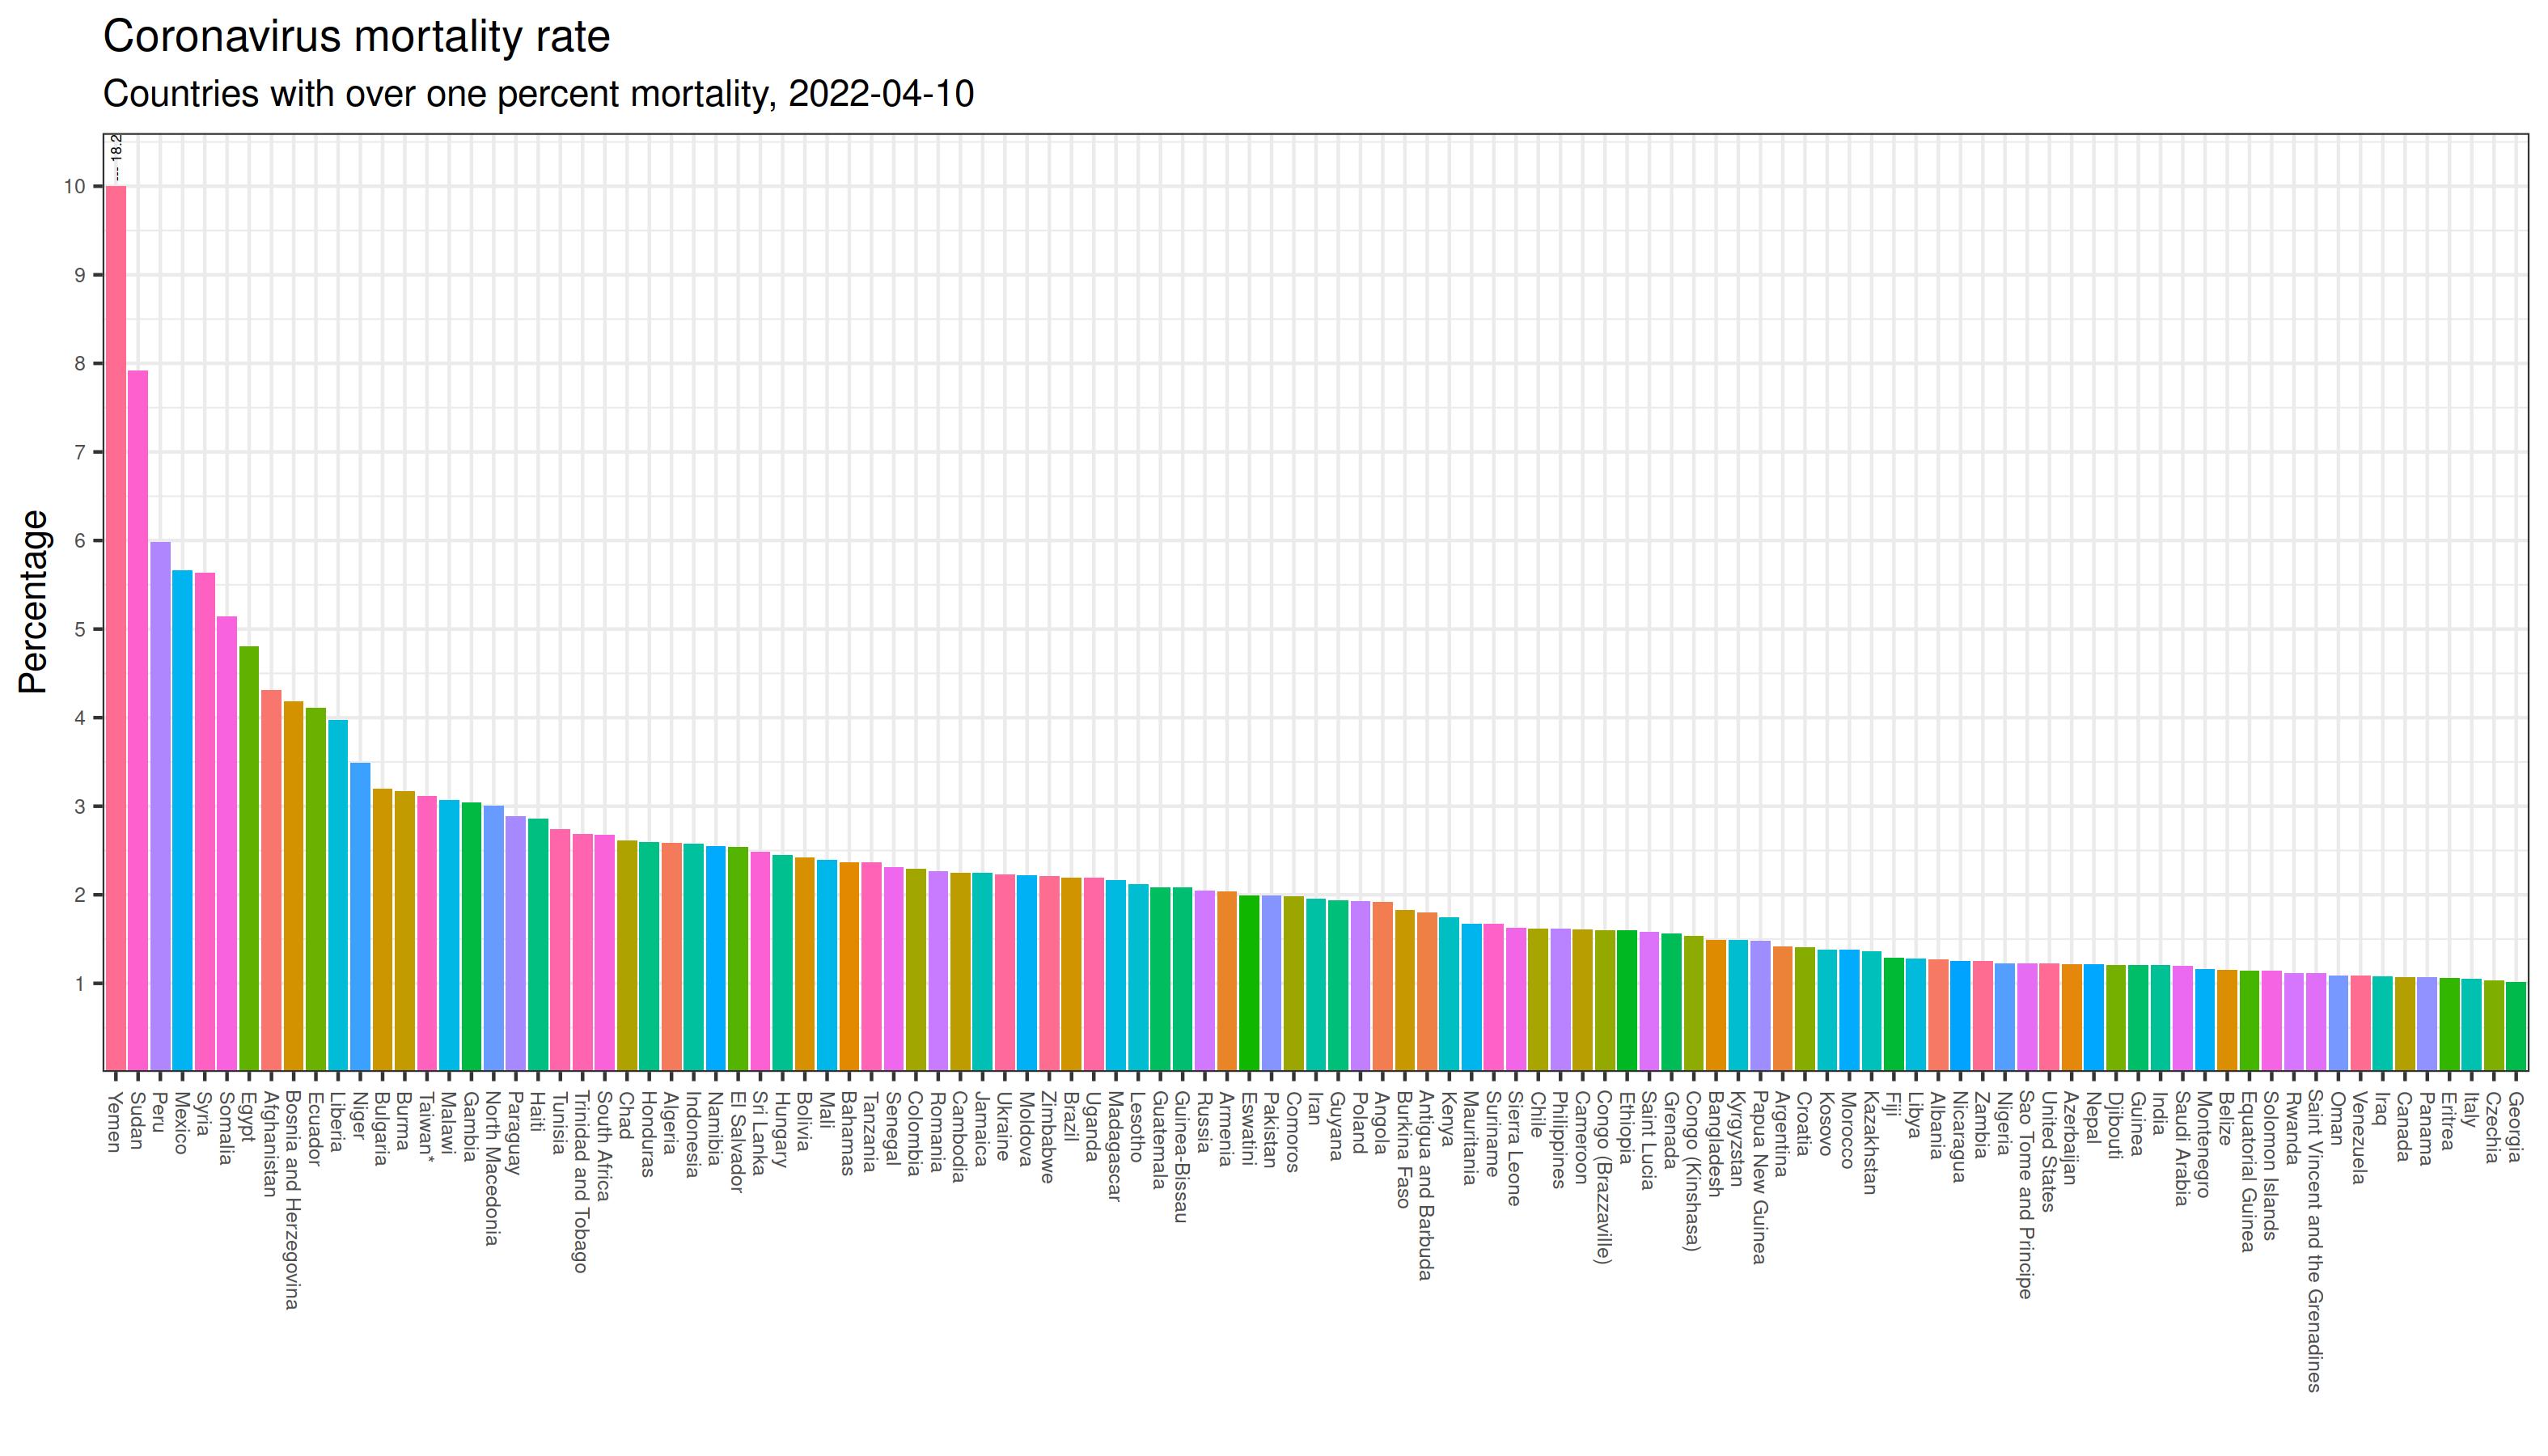 Coronavirus mortality rate
Countries with over one percent mortality, 2022-04-10
Percentage
--- 18.2
10
9
8
7
6
5
4
3
2
1
Yemen
Sudan
Peru
Mexico
Syria
Somalia
Egypt
Afghanistan
Bosnia and Herzegovina
Ecuador
Liberia
Niger
Bulgaria
Burma
Taiwan*
Malawi
Gambia
North Macedonia
Paraguay
Haiti
Tunisia
Trinidad and Tobago
South Africa
Chad
Honduras
Algeria
Indonesia
Namibia
El Salvador
Sri Lanka
Hungary
Bolivia
Mali
Bahamas
Tanzania
Senegal
Colombia
Romania
Cambodia
Jamaica
Ukraine
Moldova
Zimbabwe
Brazil
Uganda
Madagascar
Lesotho
Guatemala
Guinea-Bissau
Russia
Armenia
Eswatini
Pakistan
Comoros
Iran
Guyana
Poland
Angola
Burkina Faso
Antigua and Barbuda
Kenya
Mauritania
Suriname
Sierra Leone
Chile
Philippines
Cameroon
Congo (Brazzaville)
Ethiopia
Saint Lucia
Grenada
Congo (Kinshasa)
Bangladesh
Kyrgyzstan
Papua New Guinea
Argentina
Croatia
Kosovo
Morocco
Kazakhstan
Fiji
Libya
Albania
Nicaragua
Zambia
Nigeria
Sao Tome and Principe
United States
Azerbaijan
Nepal
Djibouti
Guinea
India
Saudi Arabia
Montenegro
Belize
Equatorial Guinea
Solomon Islands
Rwanda
Saint Vincent and the Grenadines
Oman
Venezuela
Iraq
Canada
Panama
Eritrea
Italy
Czechia
Georgia